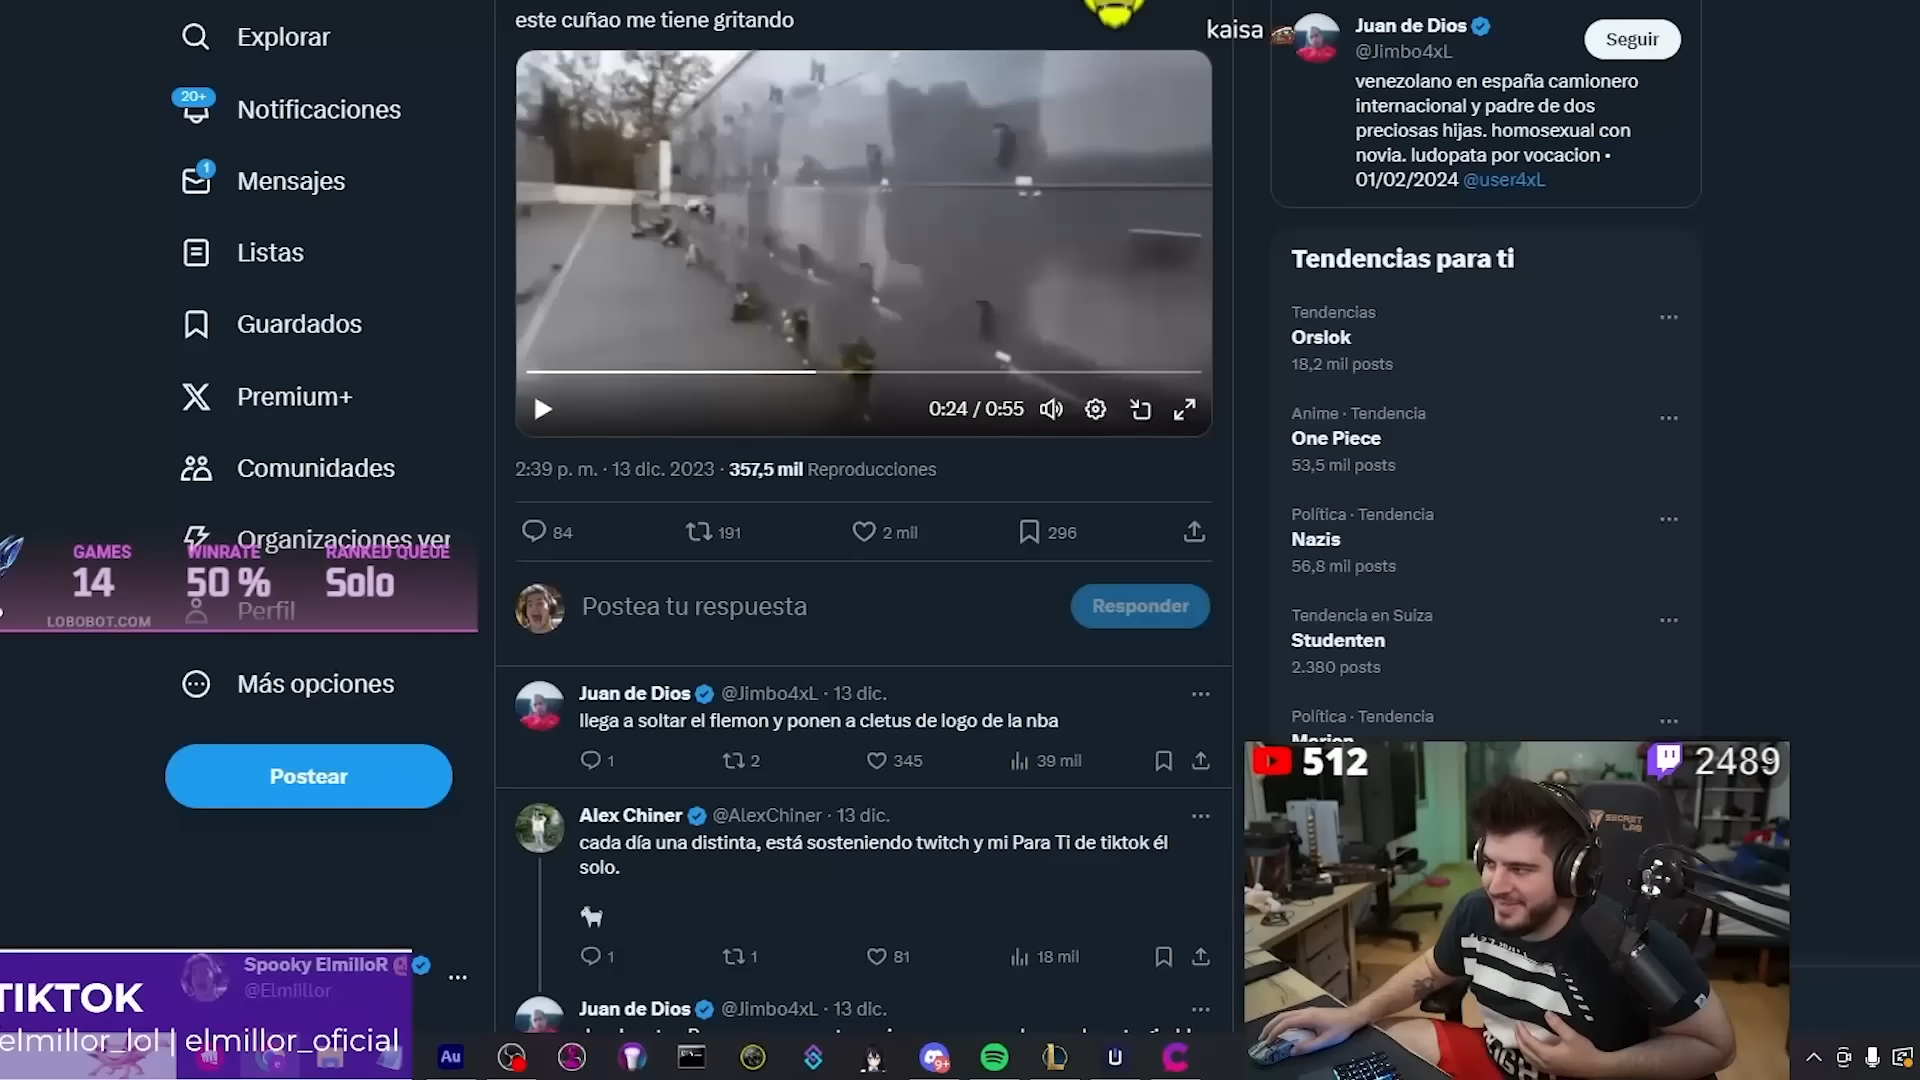 Explorar
20+
Notificaciones
1
Mensajes
Listas
Guardados
Premium+
Comunidades
Organizaciones ver
GAMES
14
WINRATE
50 %
RANKED QUEUE
Solo
LOBOBOT.COM
Perfil
Más opciones
Postear
Spooky ElmilloR
@Elmillor
TIKTOK
elmillor_lol | elmillor_oficial
este cuñao me tiene gritando
0:24 / 0:55
2:39 p. m. · 13 dic. 2023 · 357,5 mil Reproducciones
84
191
2 mil
296
Postea tu respuesta
Responder
Juan de Dios @Jimbo4xL · 13 dic.
llega a soltar el flemon y ponen a cletus de logo de la nba
1
2
345
39 mil
Alex Chiner @AlexChiner · 13 dic.
cada día una distinta, está sosteniendo twitch y mi Para Ti de tiktok él
solo.
1
1
81
18 mil
Juan de Dios @Jimbo4xL · 13 dic.
kaisa
Juan de Dios
@Jimbo4xL
Seguir
venezolano en españa camionero
internacional y padre de dos
preciosas hijas. homosexual con
novia. ludopata por vocacion •
01/02/2024 @user4xL
Tendencias para ti
Tendencias
Orslok
18,2 mil posts
Anime · Tendencia
One Piece
53,5 mil posts
Política · Tendencia
Nazis
56,8 mil posts
Tendencia en Suiza
Studenten
2.380 posts
Política · Tendencia
512
2489
SECRET
LAB
Au
9+
U